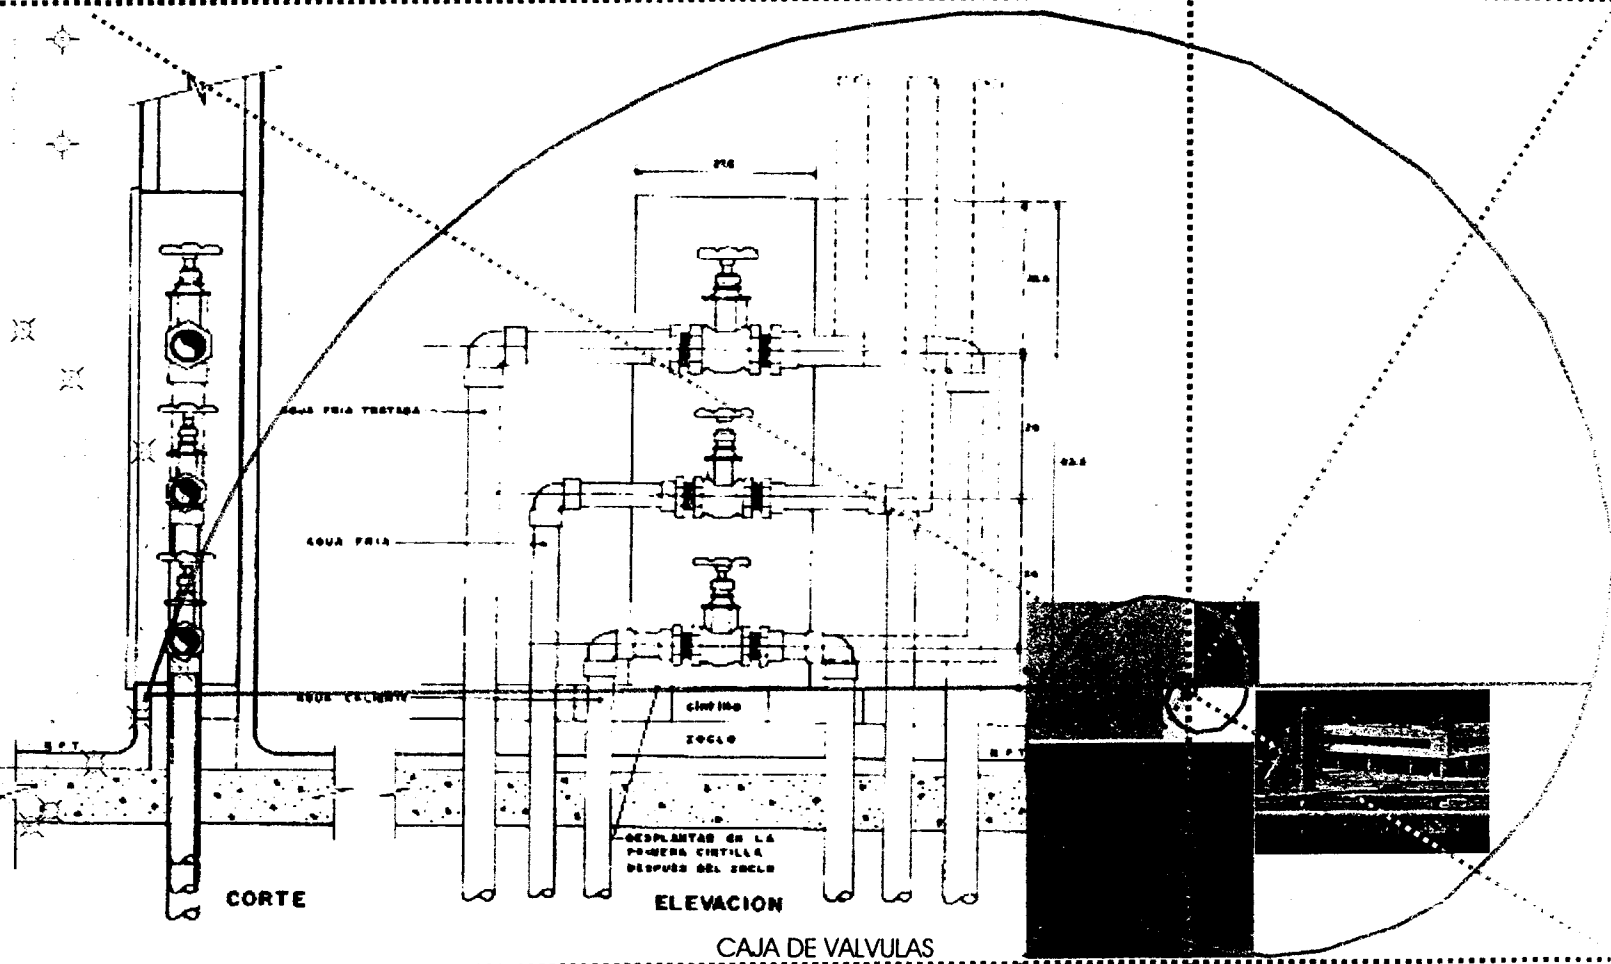 AGUA FRIA TRATADA
20
AGUA FRIA
AGUA CALIENTE
cintilla
ZOCLO
N.P.T.
N.P.T.
DESPLANTAR EN LA
PRIMERA CINTILLA
DESPUES DEL ZOCLO
CORTE
ELEVACION
CAJA DE VALVULAS